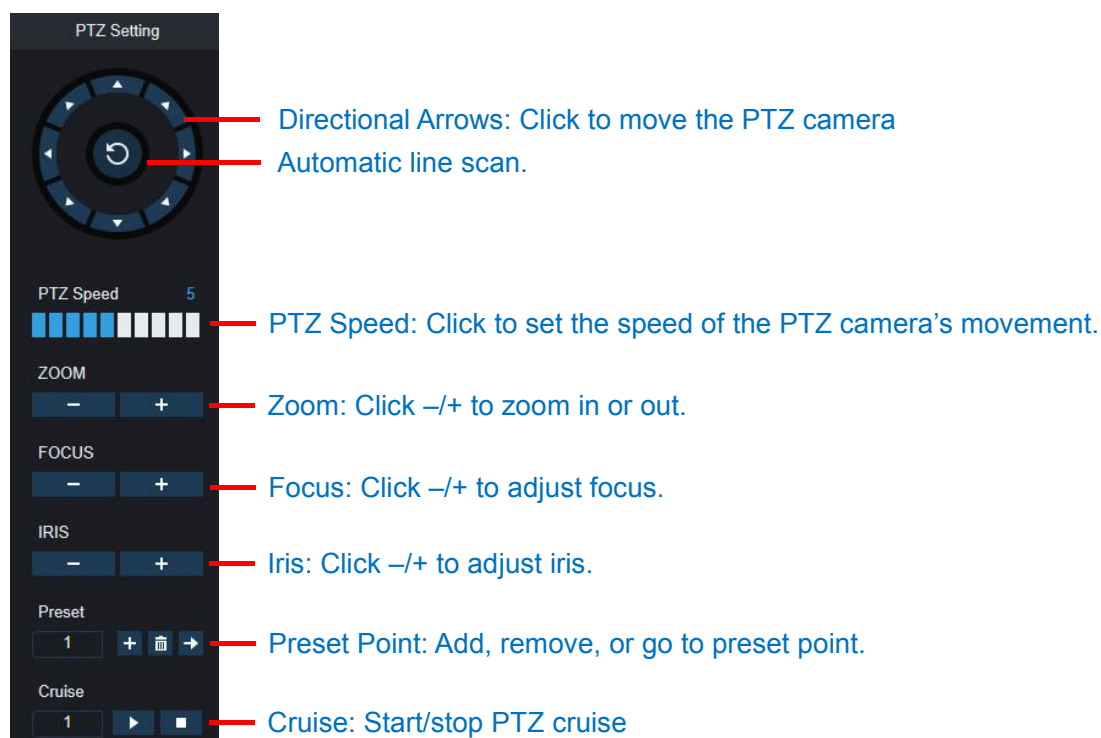 PTZ Setting
Directional Arrows: Click to move the PTZ camera
Automatic line scan.
PTZ Speed 5
PTZ Speed: Click to set the speed of the PTZ camera’s movement.
ZOOM
– +
Zoom: Click –/+ to zoom in or out.
FOCUS
– +
Focus: Click –/+ to adjust focus.
IRIS
– +
Iris: Click –/+ to adjust iris.
Preset
1 +
Preset Point: Add, remove, or go to preset point.
Cruise
1
Cruise: Start/stop PTZ cruise